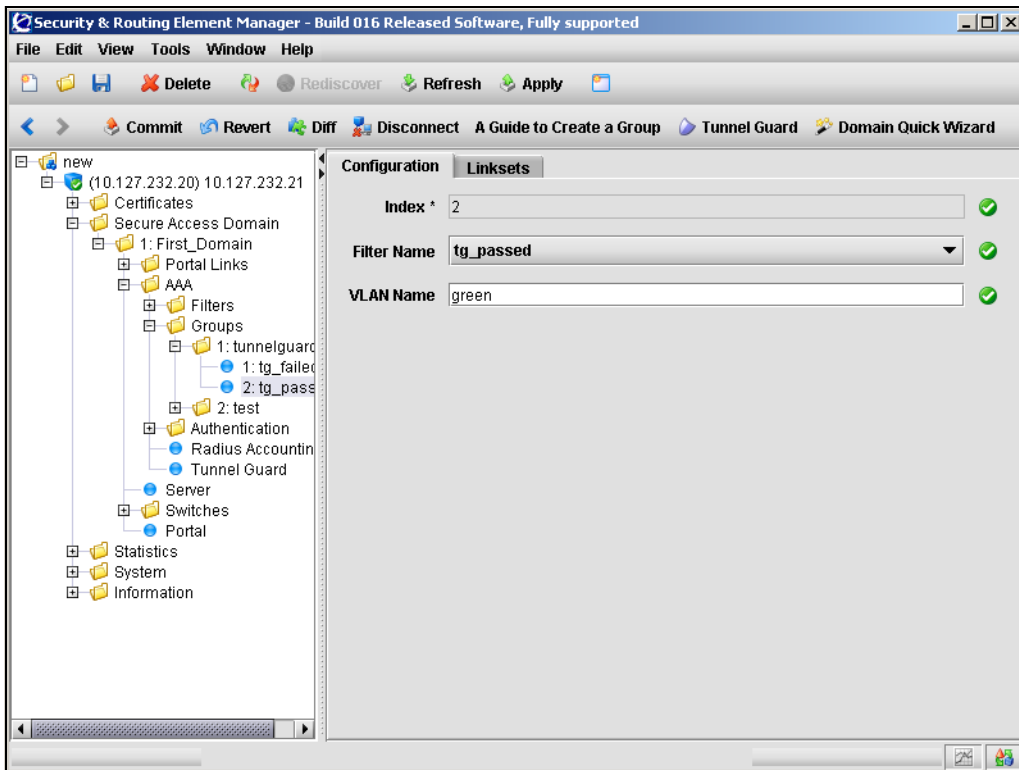 Security & Routing Element Manager - Build 016 Released Software, Fully supported
File Edit View Tools Window Help
Delete Rediscover Refresh Apply
Commit Revert Diff Disconnect A Guide to Create a Group Tunnel Guard Domain Quick Wizard
new
(10.127.232.20) 10.127.232.21
Certificates
Secure Access Domain
1: First_Domain
Portal Links
AAA
Filters
Groups
1: tunnelguard
1: tg_failed
2: tg_pass
2: test
Authentication
Radius Accountin
Tunnel Guard
Server
Switches
Portal
Statistics
System
Information
Configuration Linksets
Index * 2
Filter Name tg_passed
VLAN Name green